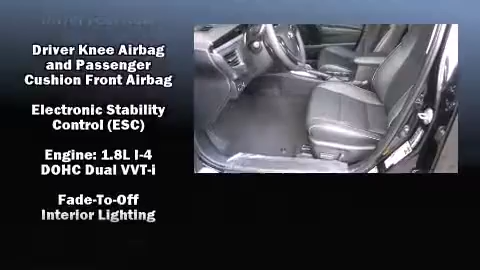 Driver Knee Airbag
and Passenger
Cushion Front Airbag
Electronic Stability
Control (ESC)
Engine: 1.8L I-4
DOHC Dual VVT-i
Fade-To-Off
Interior Lighting